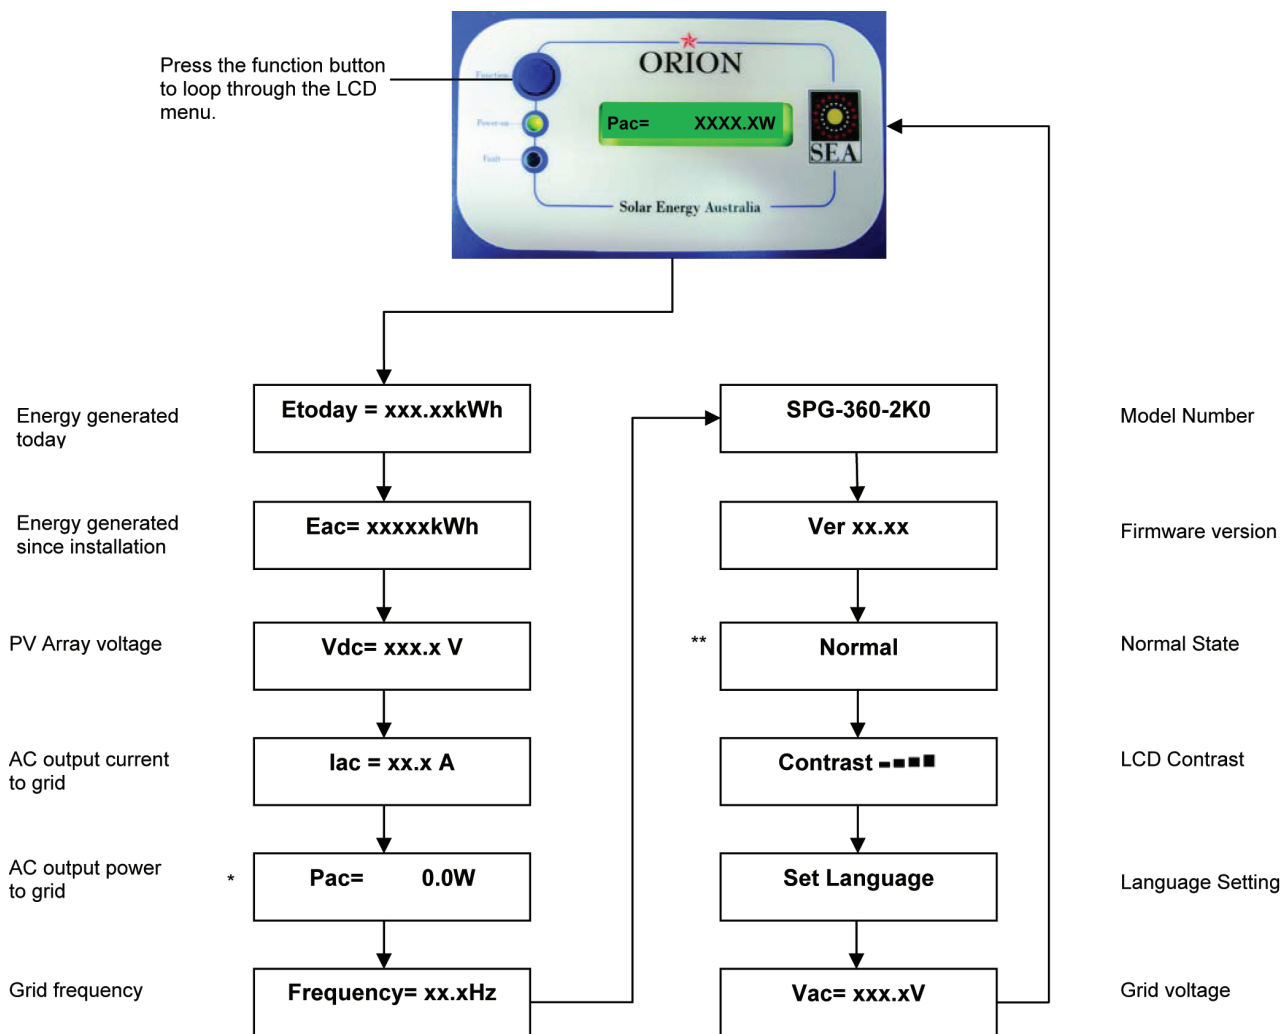 Press the function button
to loop through the LCD
menu.
ORION
Function
Power-on
Fault
Pac= XXXX.XW
SEA
Solar Energy Australia
Energy generated
today
Etoday = xxx.xxkWh
Energy generated
since installation
Eac= xxxxxkWh
PV Array voltage
Vdc= xxx.x V
AC output current
to grid
Iac = xx.x A
AC output power
to grid
*
Pac= 0.0W
Grid frequency
Frequency= xx.xHz
SPG-360-2K0
Model Number
Ver xx.xx
Firmware version
**
Normal
Normal State
Contrast
LCD Contrast
Set Language
Language Setting
Vac= xxx.xV
Grid voltage